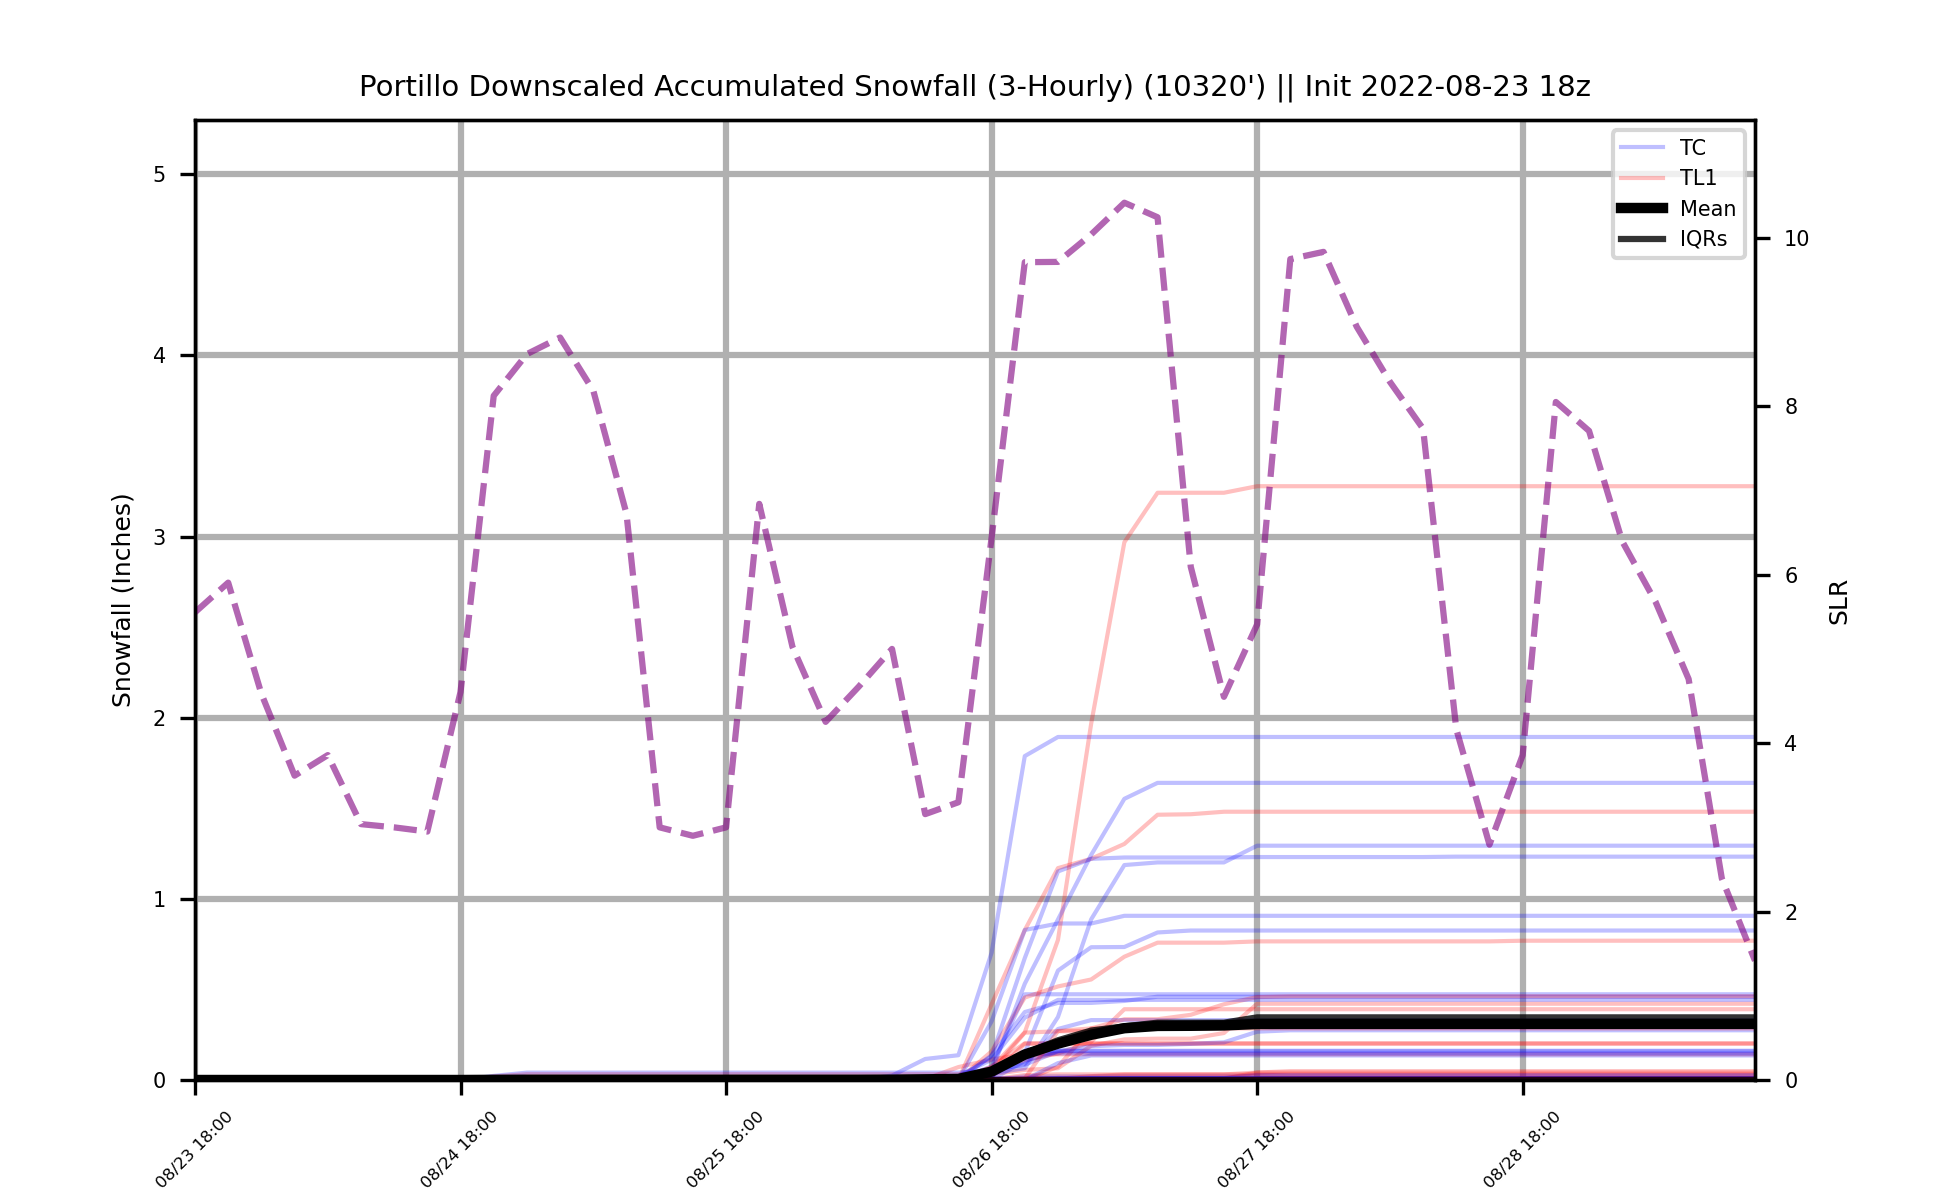 Portillo Downscaled Accumulated Snowfall (3-Hourly) (10320') || Init 2022-08-23 18z
TC
TL1
Mean
IQRs
Snowfall (Inches)
5
4
3
2
1
0
SLR
10
8
6
4
2
0
08/23 18:00
08/24 18:00
08/25 18:00
08/26 18:00
08/27 18:00
08/28 18:00